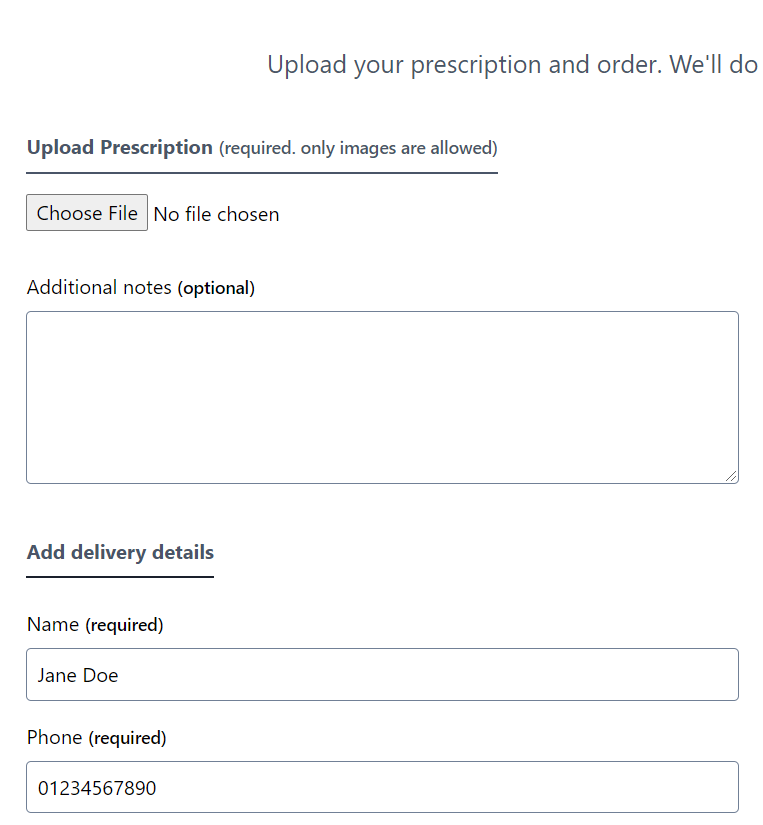 Upload your prescription and order. We'll do
Upload Prescription (required. only images are allowed)
Choose File No file chosen
Additional notes (optional)
Add delivery details
Name (required)
Jane Doe
Phone (required)
01234567890